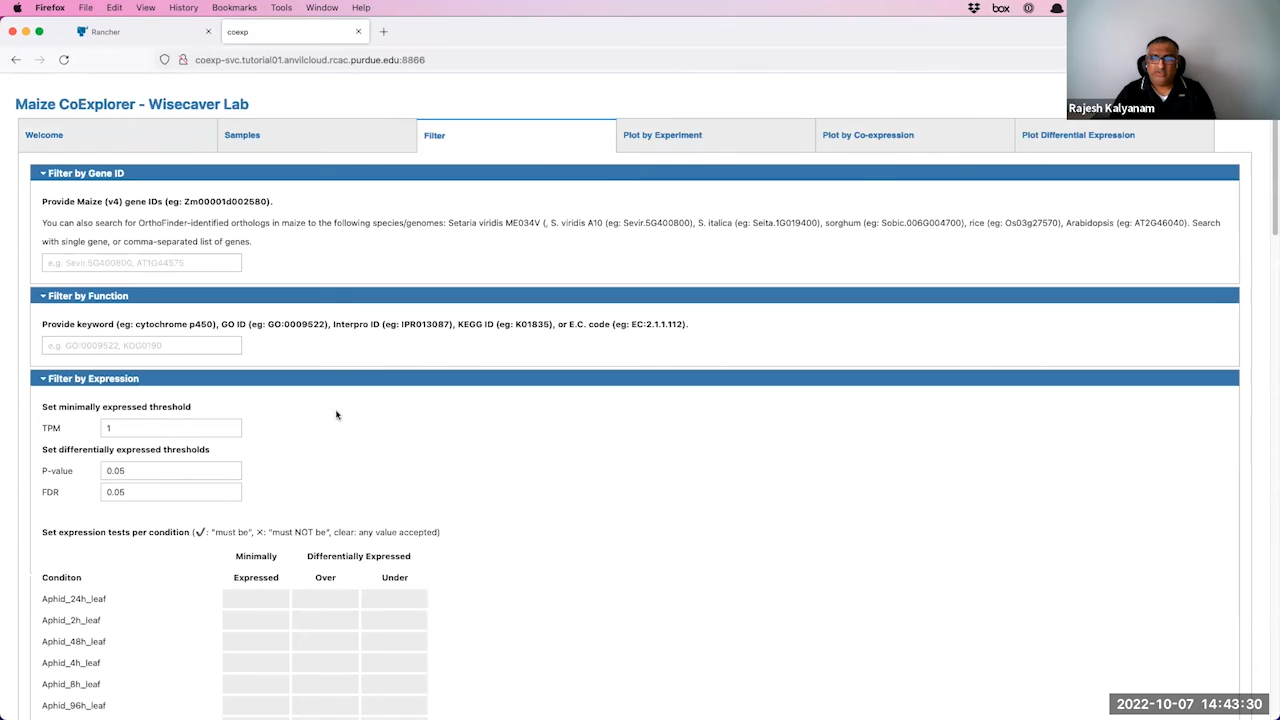 Firefox File Edit View History Bookmarks Tools Window Help
box
Rancher
coexp
coexp-svc.tutorial01.anvilcloud.rcac.purdue.edu:8866
Rajesh Kalyanam
Maize CoExplorer - Wisecaver Lab
Welcome
Samples
Filter
Plot by Experiment
Plot by Co-expression
Plot Differential Expression
Filter by Gene ID
Provide Maize (v4) gene IDs (eg: Zm00001d002580).
You can also search for OrthoFinder-identified orthologs in maize to the following species/genomes: Setaria viridis ME034V (, S. viridis A10 (eg: Sevir.5G400800), S. italica (eg: Seita.1G019400), sorghum (eg: Sobic.006G004700), rice (eg: Os03g27570), Arabidopsis (eg: AT2G46040). Search
with single gene, or comma-separated list of genes.
e.g. Sevir.5G400800, AT1G44575
Filter by Function
Provide keyword (eg: cytochrome p450), GO ID (eg: GO:0009522), Interpro ID (eg: IPR013087), KEGG ID (eg: K01835), or E.C. code (eg: EC:2.1.1.112).
e.g. GO:0009522, KOG0190
Filter by Expression
Set minimally expressed threshold
TPM 1
Set differentially expressed thresholds
P-value 0.05
FDR 0.05
Set expression tests per condition (✓: "must be", ✕: "must NOT be", clear: any value accepted)
Minimally Differentially Expressed
Conditon Expressed Over Under
Aphid_24h_leaf
Aphid_2h_leaf
Aphid_48h_leaf
Aphid_4h_leaf
Aphid_8h_leaf
Aphid_96h_leaf
2022-10-07 14:43:30